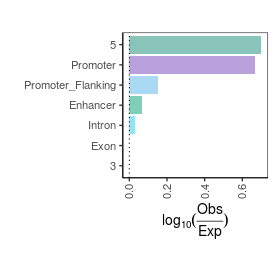 5
Promoter
Promoter_Flanking
Enhancer
Intron
Exon
3
0.0
0.2
0.4
0.6
log10(Obs/Exp)